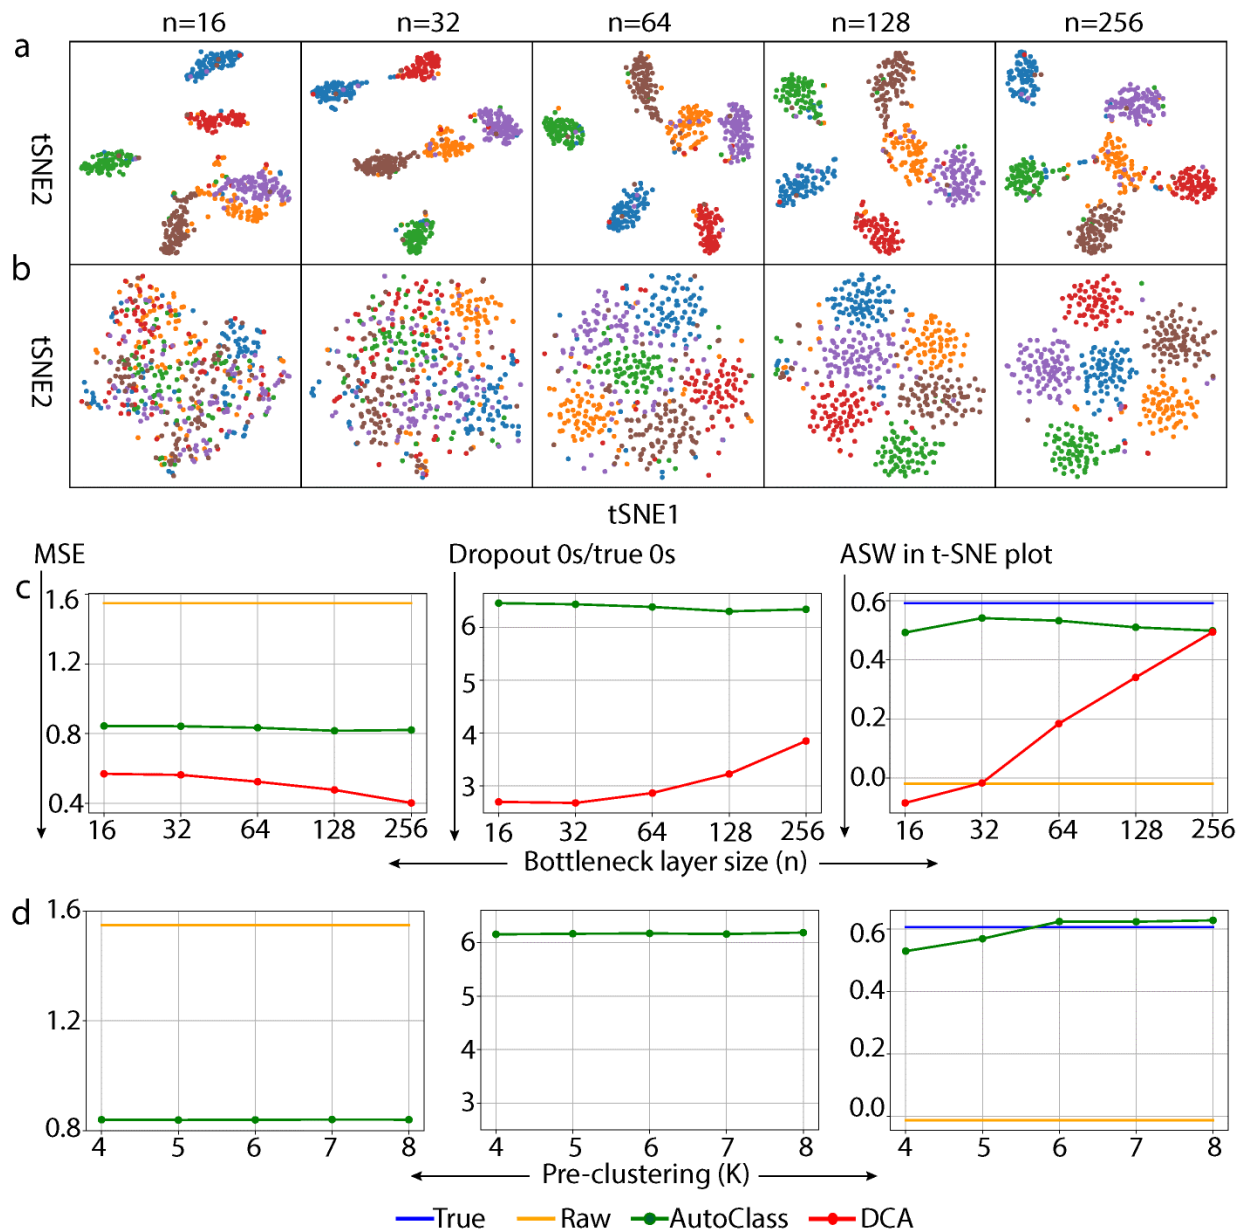 n=16 n=32 n=64 n=128 n=256
a
tSNE2
b
tSNE2
tSNE1
MSE Dropout 0s/true 0s ASW in t-SNE plot
c
1.6
1.2
0.8
0.4
16 32 64 128 256
6
5
4
3
16 32 64 128 256
0.6
0.4
0.2
0.0
16 32 64 128 256
Bottleneck layer size (n)
d
1.6
1.2
0.8
4 5 6 7 8
6
5
4
3
4 5 6 7 8
0.6
0.4
0.2
0.0
4 5 6 7 8
Pre-clustering (K)
True Raw AutoClass DCA